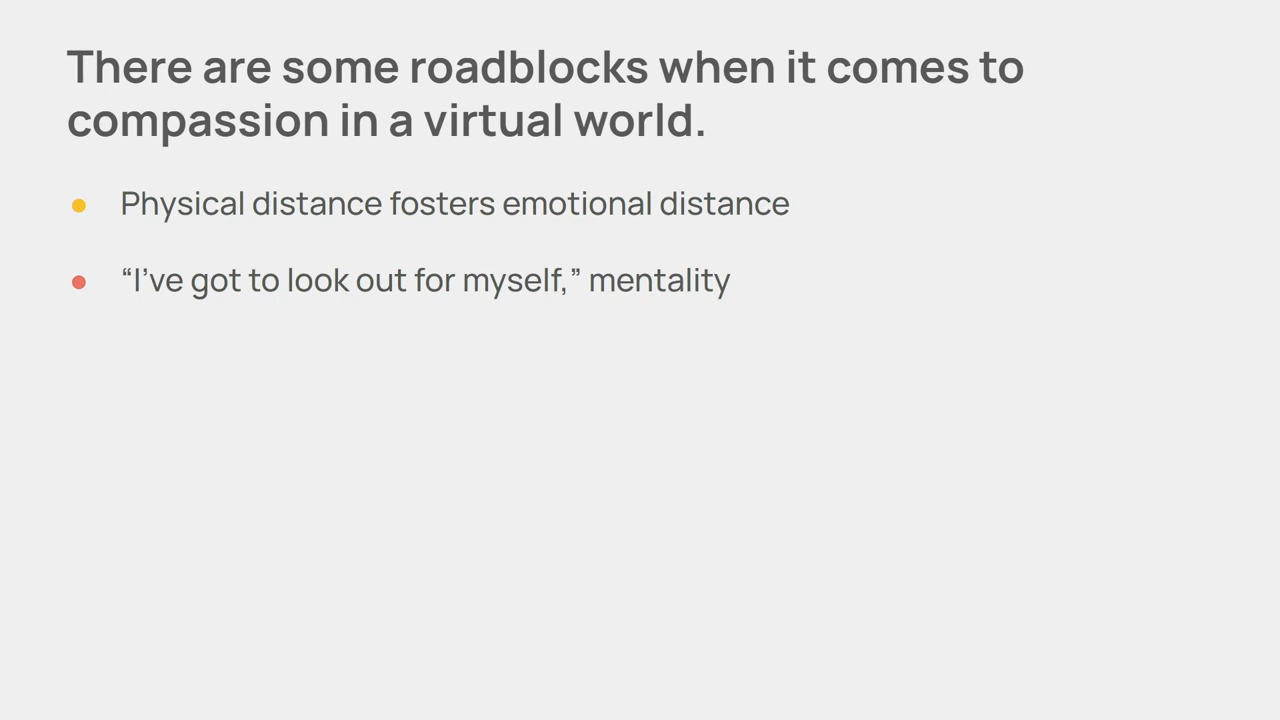 There are some roadblocks when it comes to
compassion in a virtual world.
Physical distance fosters emotional distance
“I’ve got to look out for myself,” mentality